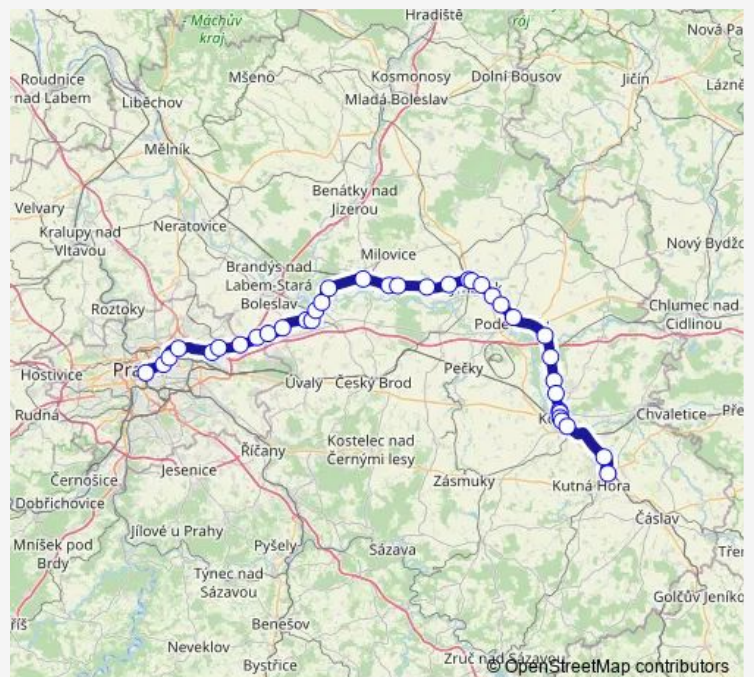 Hradiště
Máchův
kraj
ráj
Nová Pa
Roudnice
nad Labem
Mšeno
Kosmonosy
Dolní Bousov
Jičín
Lázně
Liběchov
Mladá Boleslav
Mělník
Benátky nad
Jizerou
Velvary
Kralupy nad
Vltavou
Neratovice
Milovice
Nový Bydžo
Brandýs nad
Labem-Stará
Boleslav
Roztoky
Chlumec nad
Cidlinou
Pode
Pra
Hostivice
Úvaly
Český Brod
Pečky
Rudná
Ko
Chvaletice
Pře
Říčany
Kostelec nad
Černými lesy
Jesenice
Černošice
Zásmuky
Kutná Hora
Dobřichovice
Čáslav
Jílové u Prahy
Mníšek pod
Brdy
Pyšely
Sázava
Třer
Týnec nad
Sázavou
Golčův Jeníko
Benešov
říš
Neveklov
Bystřice
Zruč nad Sázavou
© OpenStreetMap contributors